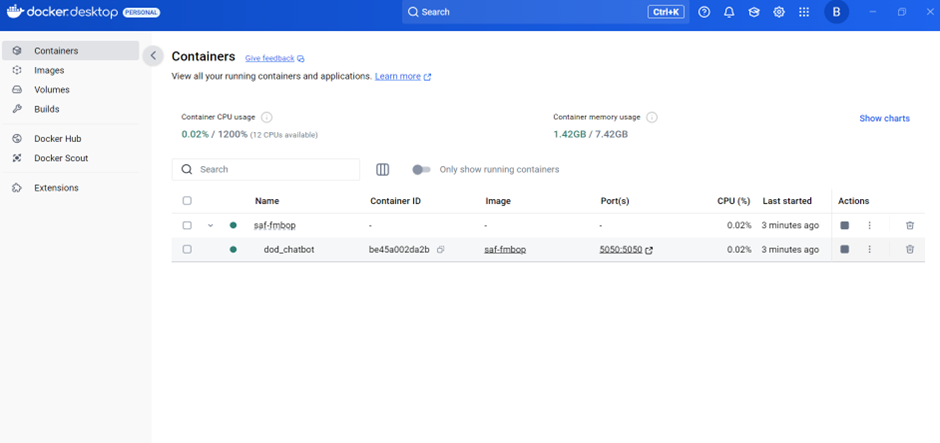 docker.desktop PERSONAL Search Ctrl+K B
Containers
Images
Volumes
Builds
Docker Hub
Docker Scout
Extensions
Containers Give feedback
View all your running containers and applications. Learn more
Container CPU usage
0.02% / 1200% (12 CPUs available)
Container memory usage
1.42GB / 7.42GB
Show charts
Search Only show running containers
Name Container ID Image Port(s) CPU (%) Last started Actions
saf-fmbop - - - 0.02% 3 minutes ago
dod_chatbot be45a002da2b saf-fmbop 5050:5050 0.02% 3 minutes ago